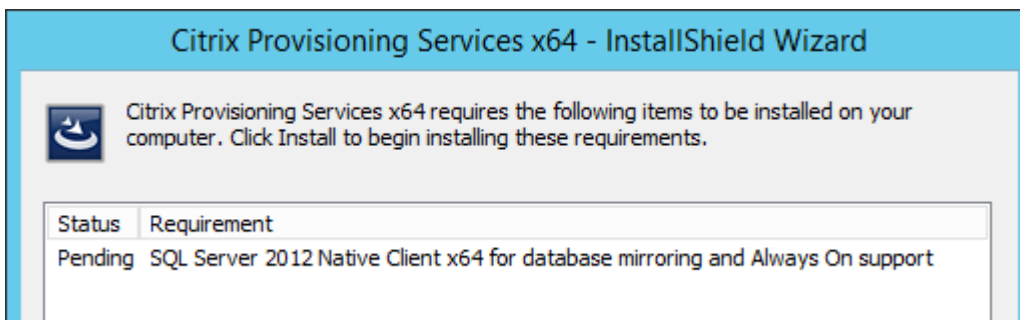 Citrix Provisioning Services x64 - InstallShield Wizard
Citrix Provisioning Services x64 requires the following items to be installed on your
computer. Click Install to begin installing these requirements.
Status Requirement
Pending SQL Server 2012 Native Client x64 for database mirroring and Always On support